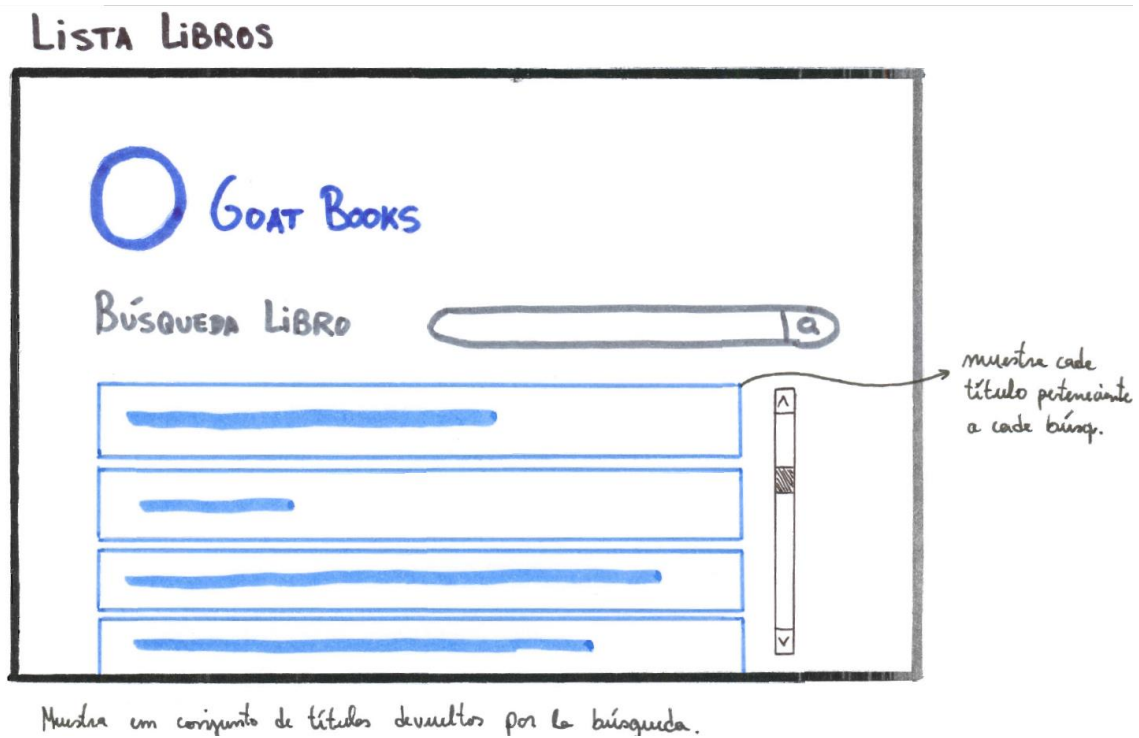 LiSTA LiBROS
GOAT BOOKS
BÚSQUEDA LiBRO
muestra cada
título peteneciente
a cada búsq.
Muestra un conjunto de títulos devueltos por la búsqueda.